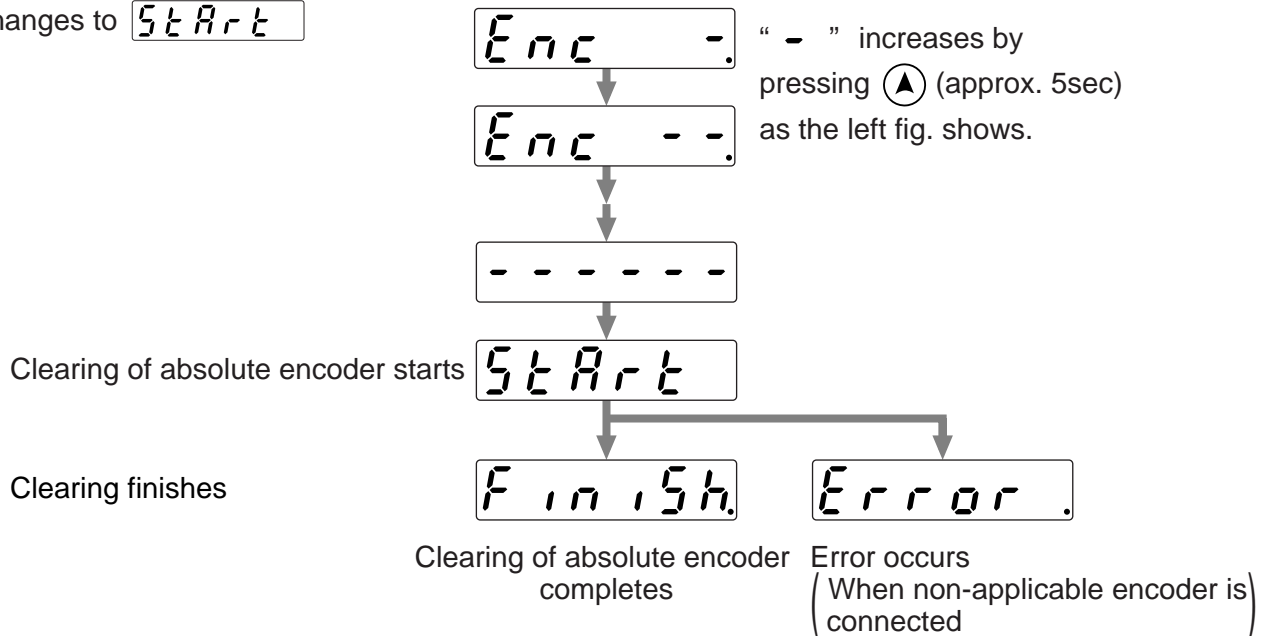 hanges to StArt
Enc -.
“ - ” increases by
pressing (approx. 5sec)
as the left fig. shows.
Enc --.
------
Clearing of absolute encoder starts StArt
Clearing finishes
FiniSh.
Error .
Clearing of absolute encoder
completes
Error occurs
(When non-applicable encoder is
connected)